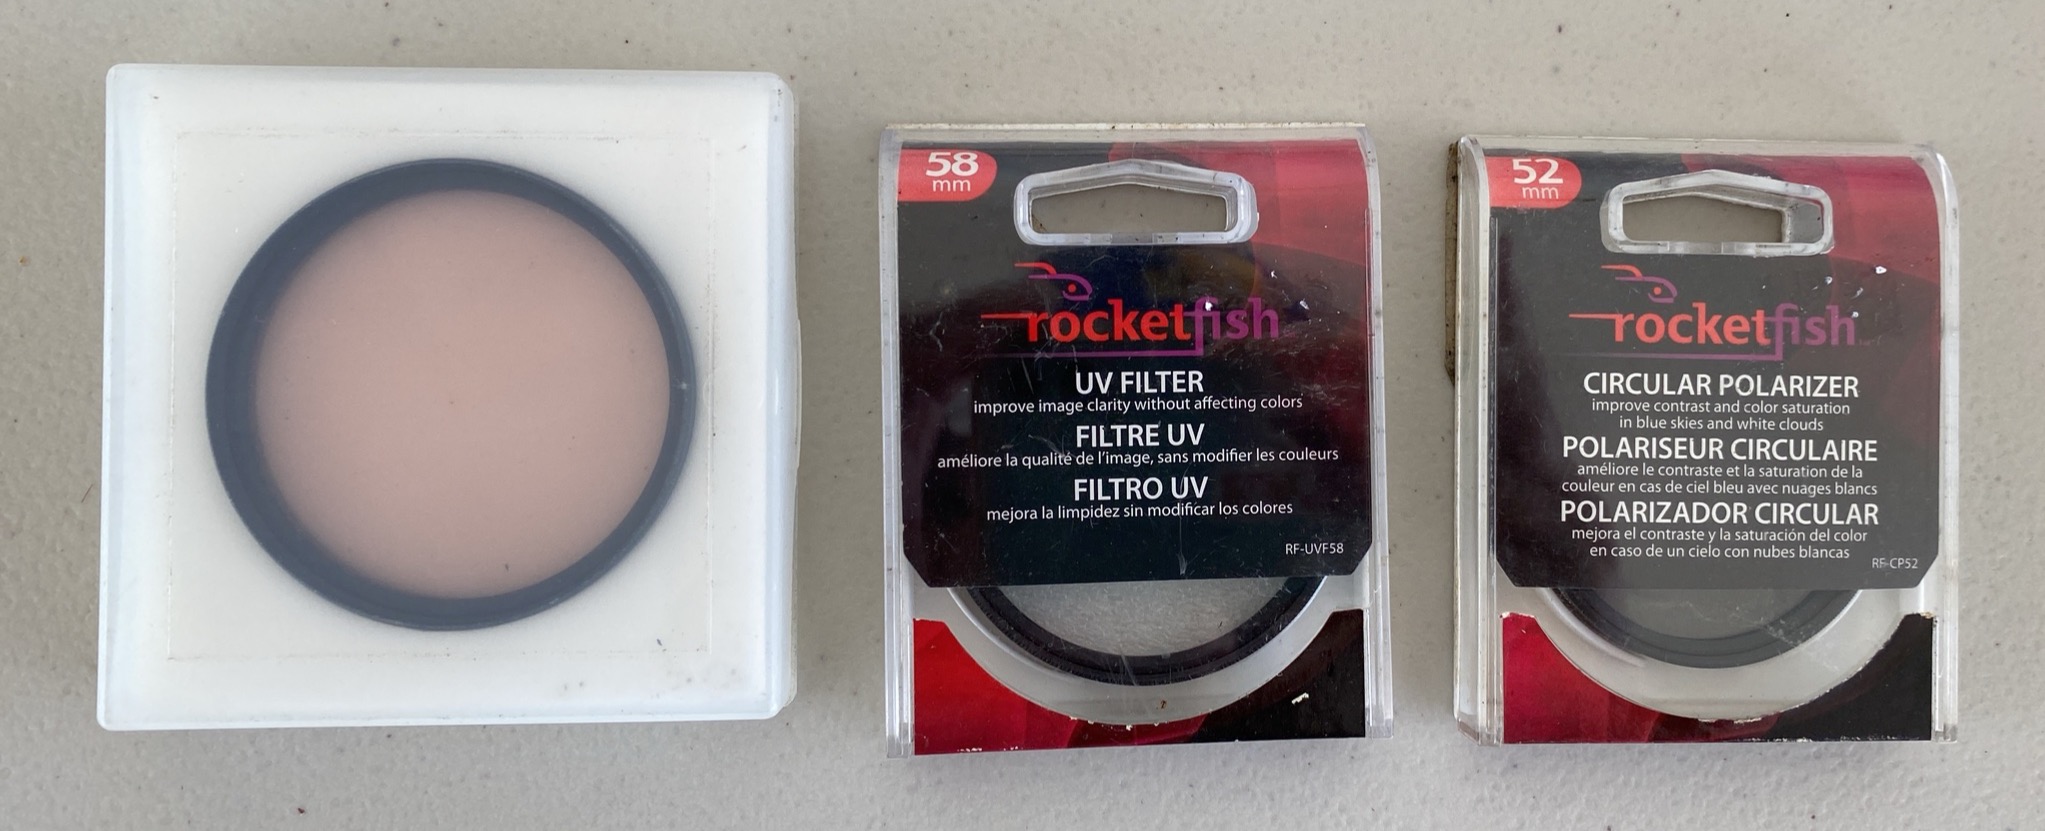 58
mm
rocketfish
UV FILTER
improve image clarity without affecting colors
FILTRE UV
améliore la qualité de l'image, sans modifier les couleurs
FILTRO UV
mejora la limpidez sin modificar los colores
RF-UVF58
52
mm
rocketfish
CIRCULAR POLARIZER
improve contrast and color saturation
in blue skies and white clouds
POLARISEUR CIRCULAIRE
améliore le contraste et la saturation de la
couleur en cas de ciel bleu avec nuages blancs
POLARIZADOR CIRCULAR
mejora el contraste y la saturación del color
en caso de un cielo con nubes blancas
RF-CP52